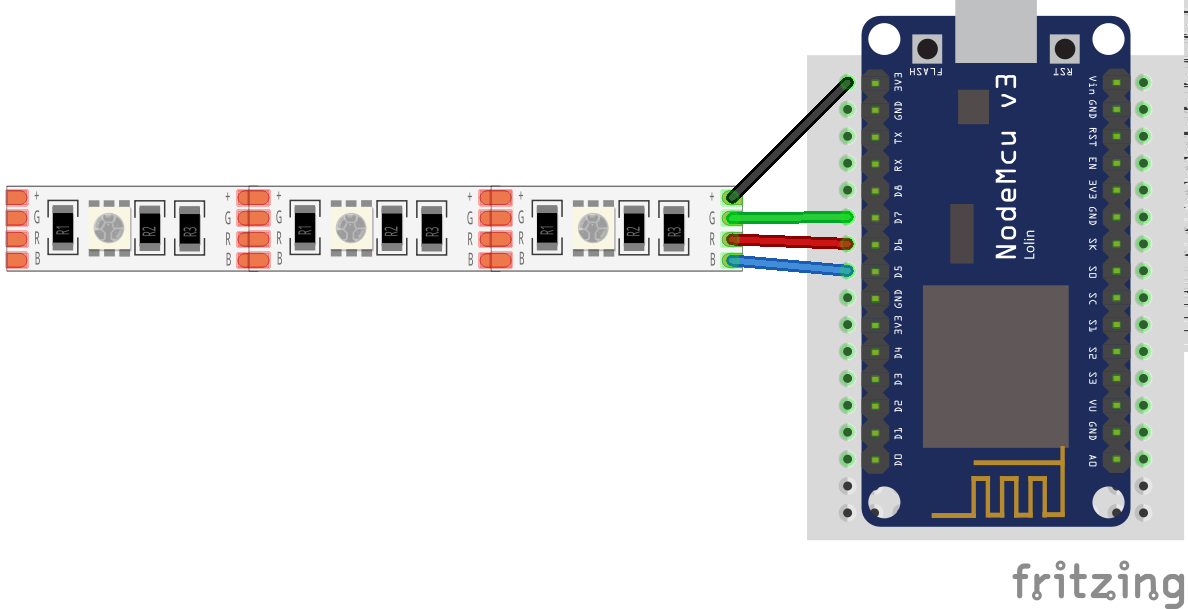 + + + + + +
G G G G G G
R R R R R R
B B B B B B
R1 R2 R3 R1 R2 R3 R1 R2 R3
FLASH
RST
3V3
GND
TX
RX
D8
D7
D6
D5
GND
3V3
D4
D3
D2
D1
D0
NodeMcu v3
Lolin
Vin
GND
RST
EN
3V3
GND
SK
SO
SC
S1
S2
S3
VU
GND
A0
fritzing